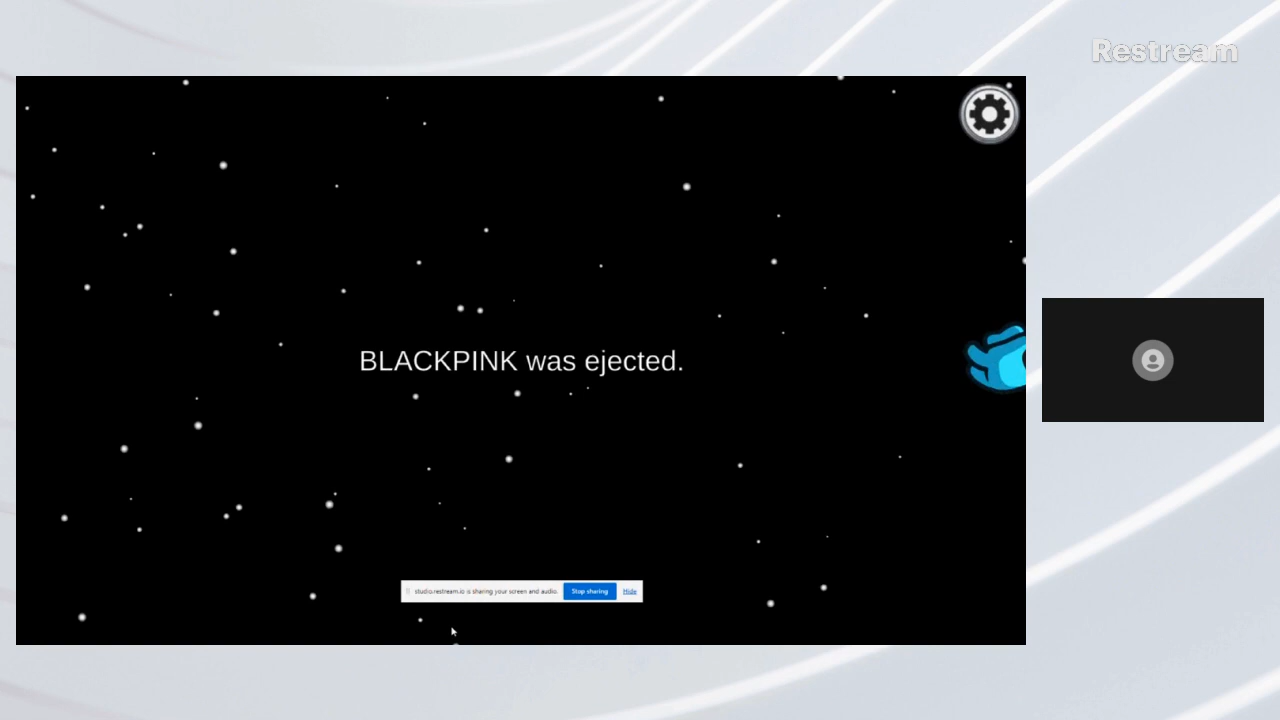 Restream
BLACKPINK was ejected.
studio.restream.io is sharing your screen and audio.
Stop sharing
Hide